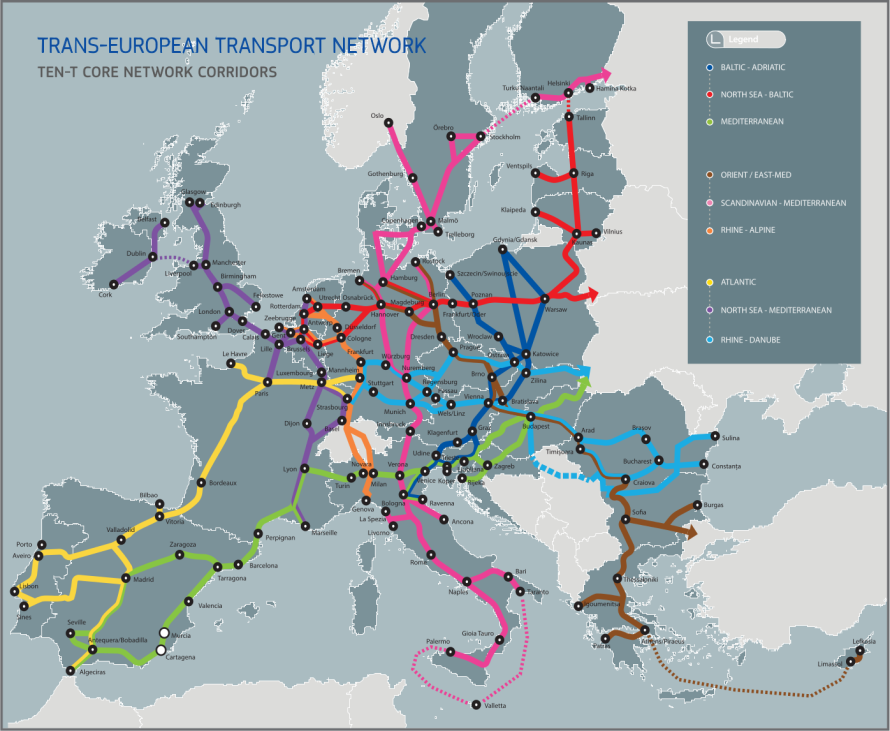 TRANS-EUROPEAN TRANSPORT NETWORK
TEN-T CORE NETWORK CORRIDORS
Legend
BALTIC - ADRIATIC
NORTH SEA - BALTIC
MEDITERRANEAN
ORIENT / EAST-MED
SCANDINAVIAN - MEDITERRANEAN
RHINE - ALPINE
ATLANTIC
NORTH SEA - MEDITERRANEAN
RHINE - DANUBE
Helsinki
Turku/Naantali
Hamina Kotka
Oslo
Örebro
Stockholm
Tallinn
Ventspils
Riga
Gothenburg
Klaipeda
Glasgow
Edinburgh
Belfast
Copenhagen
Malmö
Trelleborg
Kaunas
Vilnius
Gdynia/Gdansk
Dublin
Liverpool
Manchester
Cork
Birmingham
Bremen
Rostock
Hamburg
Szczecin/Swinoujscie
Felixstowe
Amsterdam
Utrecht
Osnabrück
Rotterdam
Magdeburg
Berlin
Poznan
Warsaw
London
Zeebrugge
Antwerp
Hannover
Frankfurt/Oder
Southampton
Dover
Calais
Gent
Düsseldorf
Cologne
Dresden
Wroclaw
Lille
Brussels
Liège
Le Havre
Frankfurt
Prague
Ostrava
Katowice
Luxembourg
Mannheim
Würzburg
Nuremberg
Brno
Zilina
Paris
Metz
Stuttgart
Regensburg
Passau
Strasbourg
Munich
Wels/Linz
Vienna
Bratislava
Dijon
Basel
Innsbruck
Klagenfurt
Graz
Budapest
Arad
Brașov
Sulina
Udine
Timișoara
Lyon
Novara
Milan
Turin
Verona
Venice
Koper
Ljubljana
Zagreb
Rijeka
Bucharest
Constanța
Craiova
Bordeaux
Genova
Bologna
Ravenna
Bilbao
Vitoria
La Spezia
Livorno
Ancona
Sofia
Burgas
Marseille
Perpignan
Valladolid
Porto
Aveiro
Zaragoza
Barcelona
Tarragona
Rome
Madrid
Lisbon
Sines
Valencia
Naples
Bari
Taranto
Thessaloniki
Igoumenitsa
Seville
Murcia
Antequera/Bobadilla
Cartagena
Algeciras
Palermo
Gioia Tauro
Patras
Athens/Piraeus
Lefkosia
Limassol
Valletta